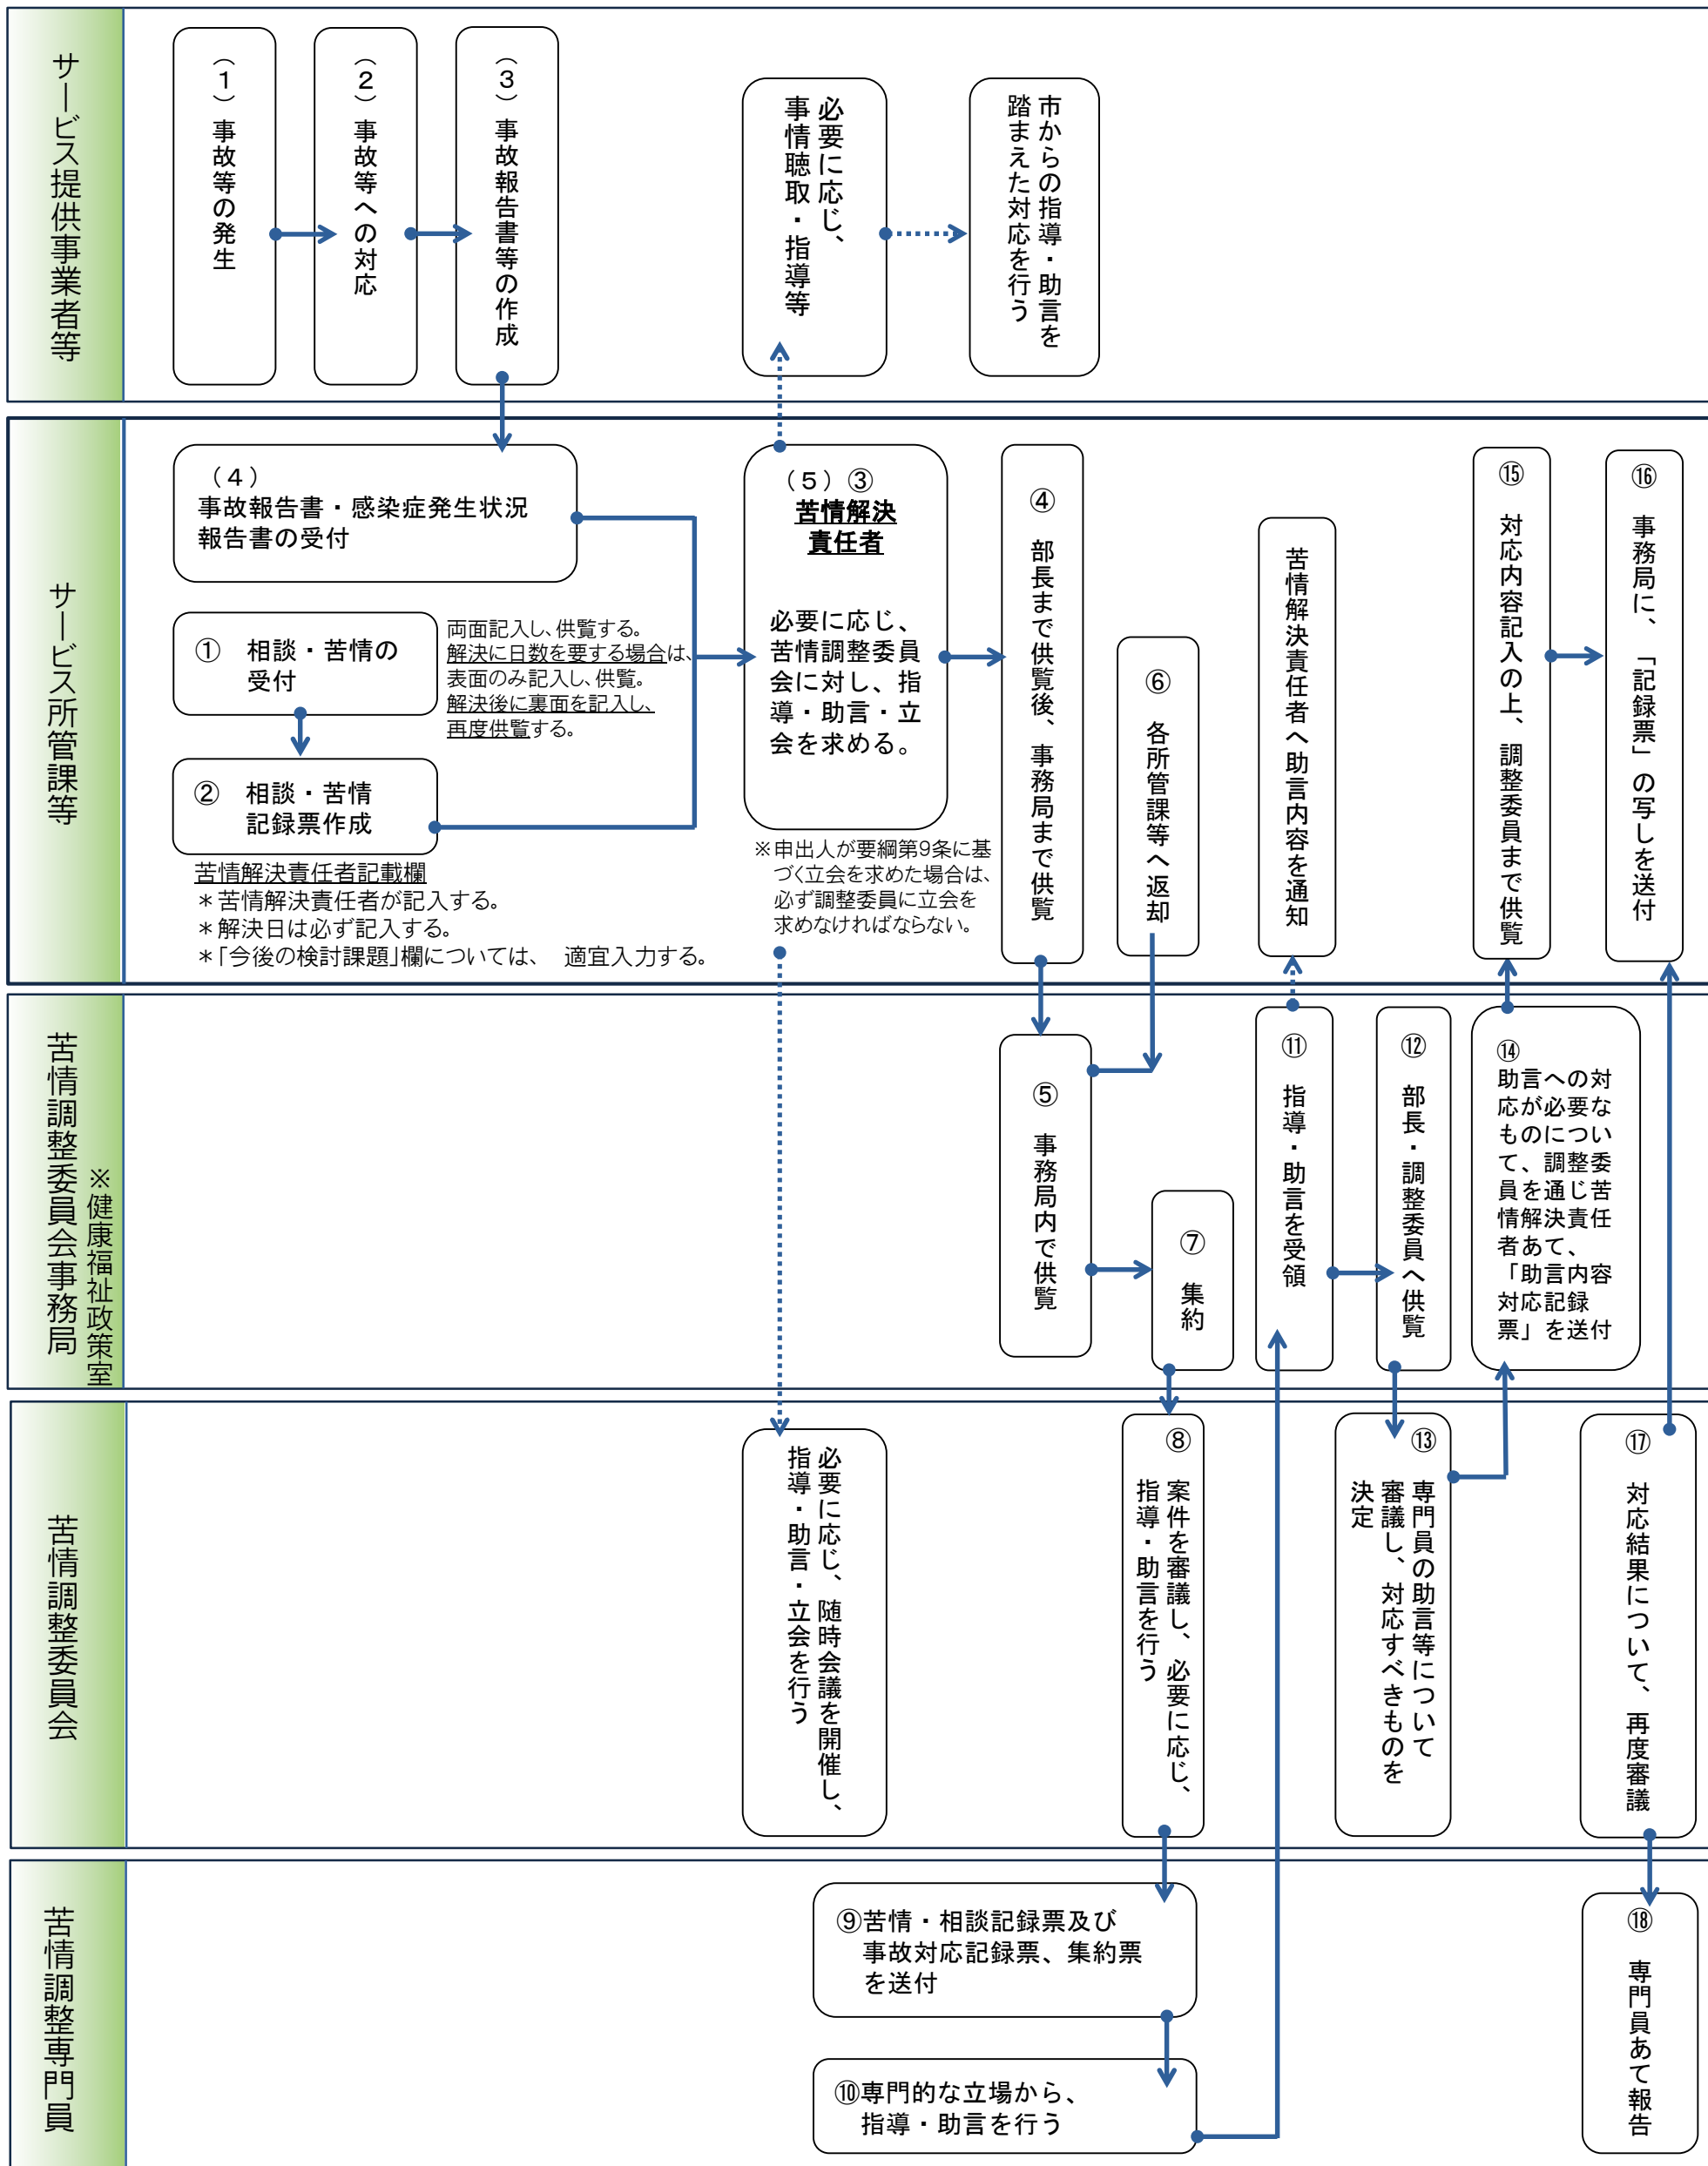 サービス提供事業者等
（１）事故等の発生
（２）事故等への対応
（３）事故報告書等の作成
必要に応じ、
事情聴取・指導等
市からの指導・助言を
踏まえた対応を行う
サービス所管課等
（４）
事故報告書・感染症発生状況
報告書の受付
①　相談・苦情の
受付
両面記入し、供覧する。
解決に日数を要する場合は、
表面のみ記入し、供覧。
解決後に裏面を記入し、
再度供覧する。
②　相談・苦情
記録票作成
苦情解決責任者記載欄
＊苦情解決責任者が記入する。
＊解決日は必ず記入する。
＊「今後の検討課題」欄については、　適宜入力する。
（５）③
苦情解決
責任者
必要に応じ、
苦情調整委員
会に対し、指
導・助言・立
会を求める。
※申出人が要綱第9条に基
づく立会を求めた場合は、
必ず調整委員に立会を
求めなければならない。
④　部長まで供覧後、事務局まで供覧
⑥　各所管課等へ返却
苦情解決責任者へ助言内容を通知
⑮　対応内容記入の上、調整委員まで供覧
⑯　事務局に、「記録票」の写しを送付
苦情調整委員会事務局
※健康福祉政策室
⑤　事務局内で供覧
⑦　集約
⑪　指導・助言を受領
⑫　部長・調整委員へ供覧
⑭
助言への対
応が必要な
ものについ
て、調整委
員を通じ苦
情解決責任
者あて、
「助言内容
対応記録
票」を送付
苦情調整委員会
必要に応じ、随時会議を開催し、
指導・助言・立会を行う
⑧　案件を審議し、必要に応じ、
指導・助言を行う
⑬　専門員の助言等について
審議し、対応すべきものを
決定
⑰　対応結果について、再度審議
苦情調整専門員
⑨苦情・相談記録票及び
事故対応記録票、集約票
を送付
⑩専門的な立場から、
指導・助言を行う
⑱　専門員あて報告